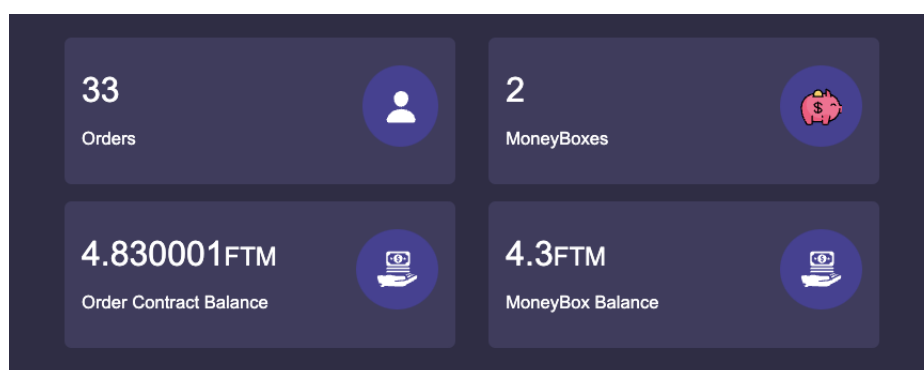 33
Orders
2
MoneyBoxes
4.830001FTM
Order Contract Balance
4.3FTM
MoneyBox Balance